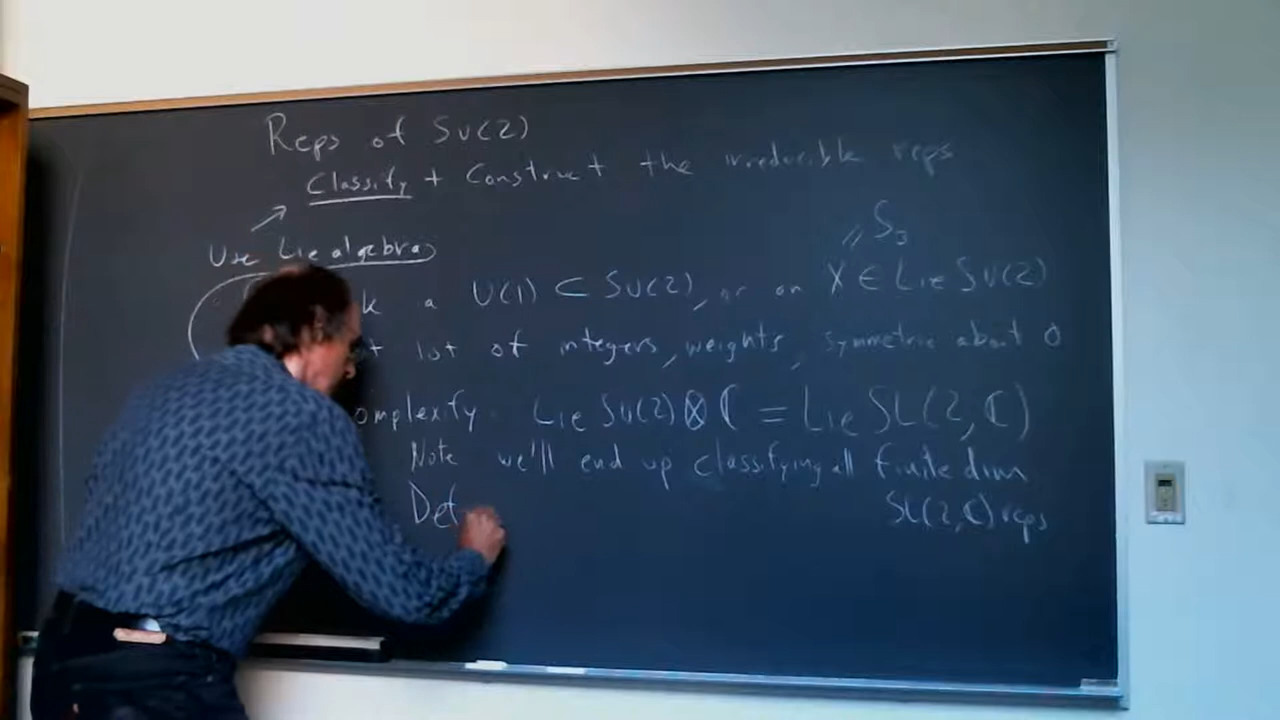 Reps of SU(2)
Classify + Construct the irreducible reps
Use Lie algebra
// S₃
a U(1) ⊂ SU(2), or an X ∈ Lie SU(2)
lot of integers, weights, symmetric about 0
omplexify Lie SU(2) ⊗ ℂ = Lie SL(2, ℂ)
Note we'll end up classifying all finite dim
SL(2, ℂ) reps
Def